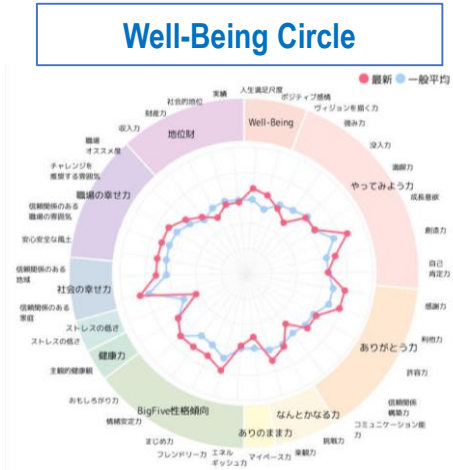 Well-Being Circle
最新
一般平均
人生満足尺度
ポジティブ感情
ヴィジョンを描く力
強み力
没入力
満喫力
成長意欲
創造力
自己
肯定力
感謝力
利他力
許容力
信頼関係
構築力
コミュニケーション能
力
挑戦力
楽観力
マイペース力
エネル
ギッシュ力
フレンドリー力
まじめ力
情緒安定力
おもしろがり力
主観的健康観
ストレスの低さ
ストレスの低さ
信頼関係のある
家庭
信頼関係のある
地域
安心安全な風土
信頼関係のある
職場の雰囲気
チャレンジを
推奨する雰囲気
職場
オススメ度
収入力
財産力
社会的地位
実績
Well-Being
やってみよう力
ありがとう力
なんとかなる力
ありのまま力
BigFive性格傾向
健康力
社会の幸せ力
職場の幸せ力
地位財